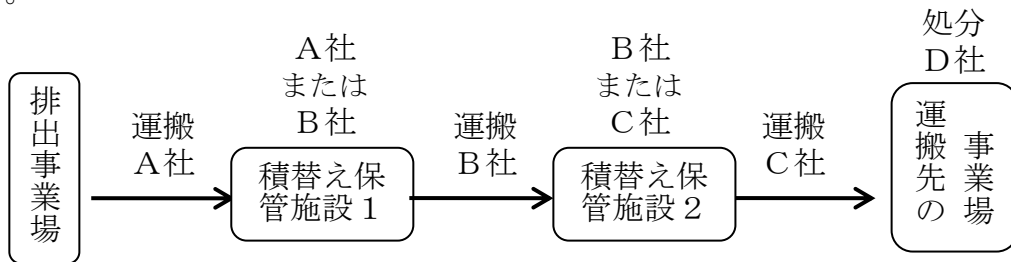 。
排出事業場
運搬
Ａ社
Ａ社
または
Ｂ社
積替え保
管施設１
運搬
Ｂ社
Ｂ社
または
Ｃ社
積替え保
管施設２
運搬
Ｃ社
処分
Ｄ社
運搬先の
事業場